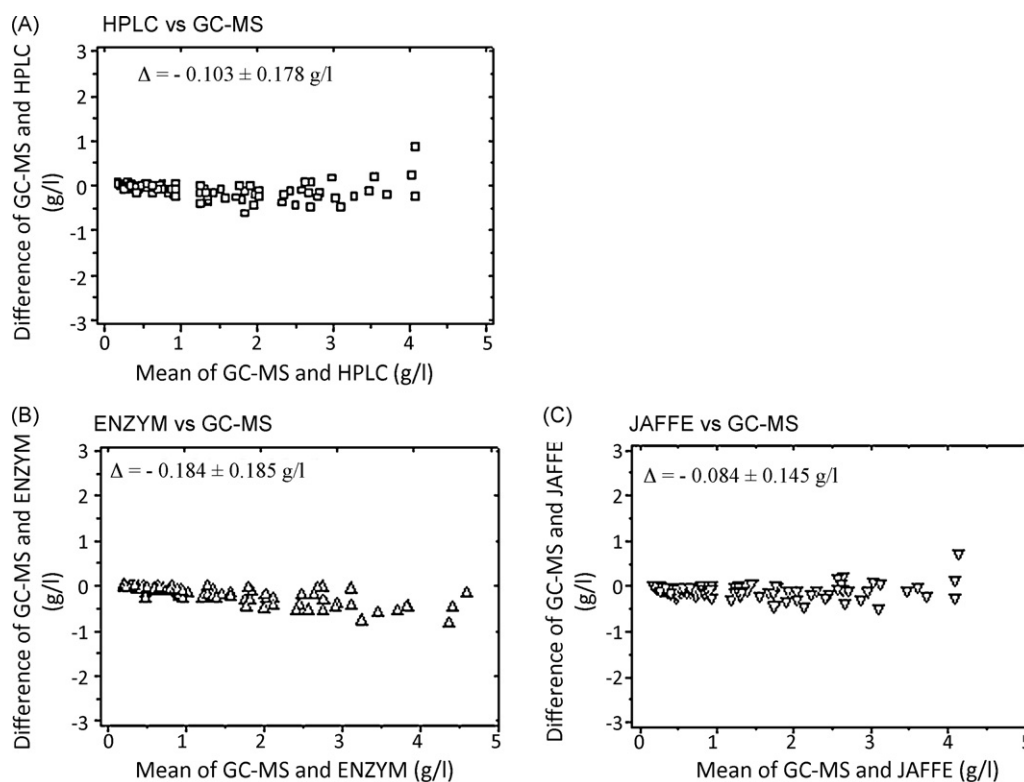 (A) HPLC vs GC-MS
Δ = - 0.103 ± 0.178 g/l
Difference of GC-MS and HPLC
(g/l)
3
2
1
0
-1
-2
-3
0 1 2 3 4 5
Mean of GC-MS and HPLC (g/l)
(B) ENZYM vs GC-MS
Δ = - 0.184 ± 0.185 g/l
Difference of GC-MS and ENZYM
(g/l)
3
2
1
0
-1
-2
-3
0 1 2 3 4 5
Mean of GC-MS and ENZYM (g/l)
(C) JAFFE vs GC-MS
Δ = - 0.084 ± 0.145 g/l
Difference of GC-MS and JAFFE
(g/l)
3
2
1
0
-1
-2
-3
0 1 2 3 4 5
Mean of GC-MS and JAFFE (g/l)